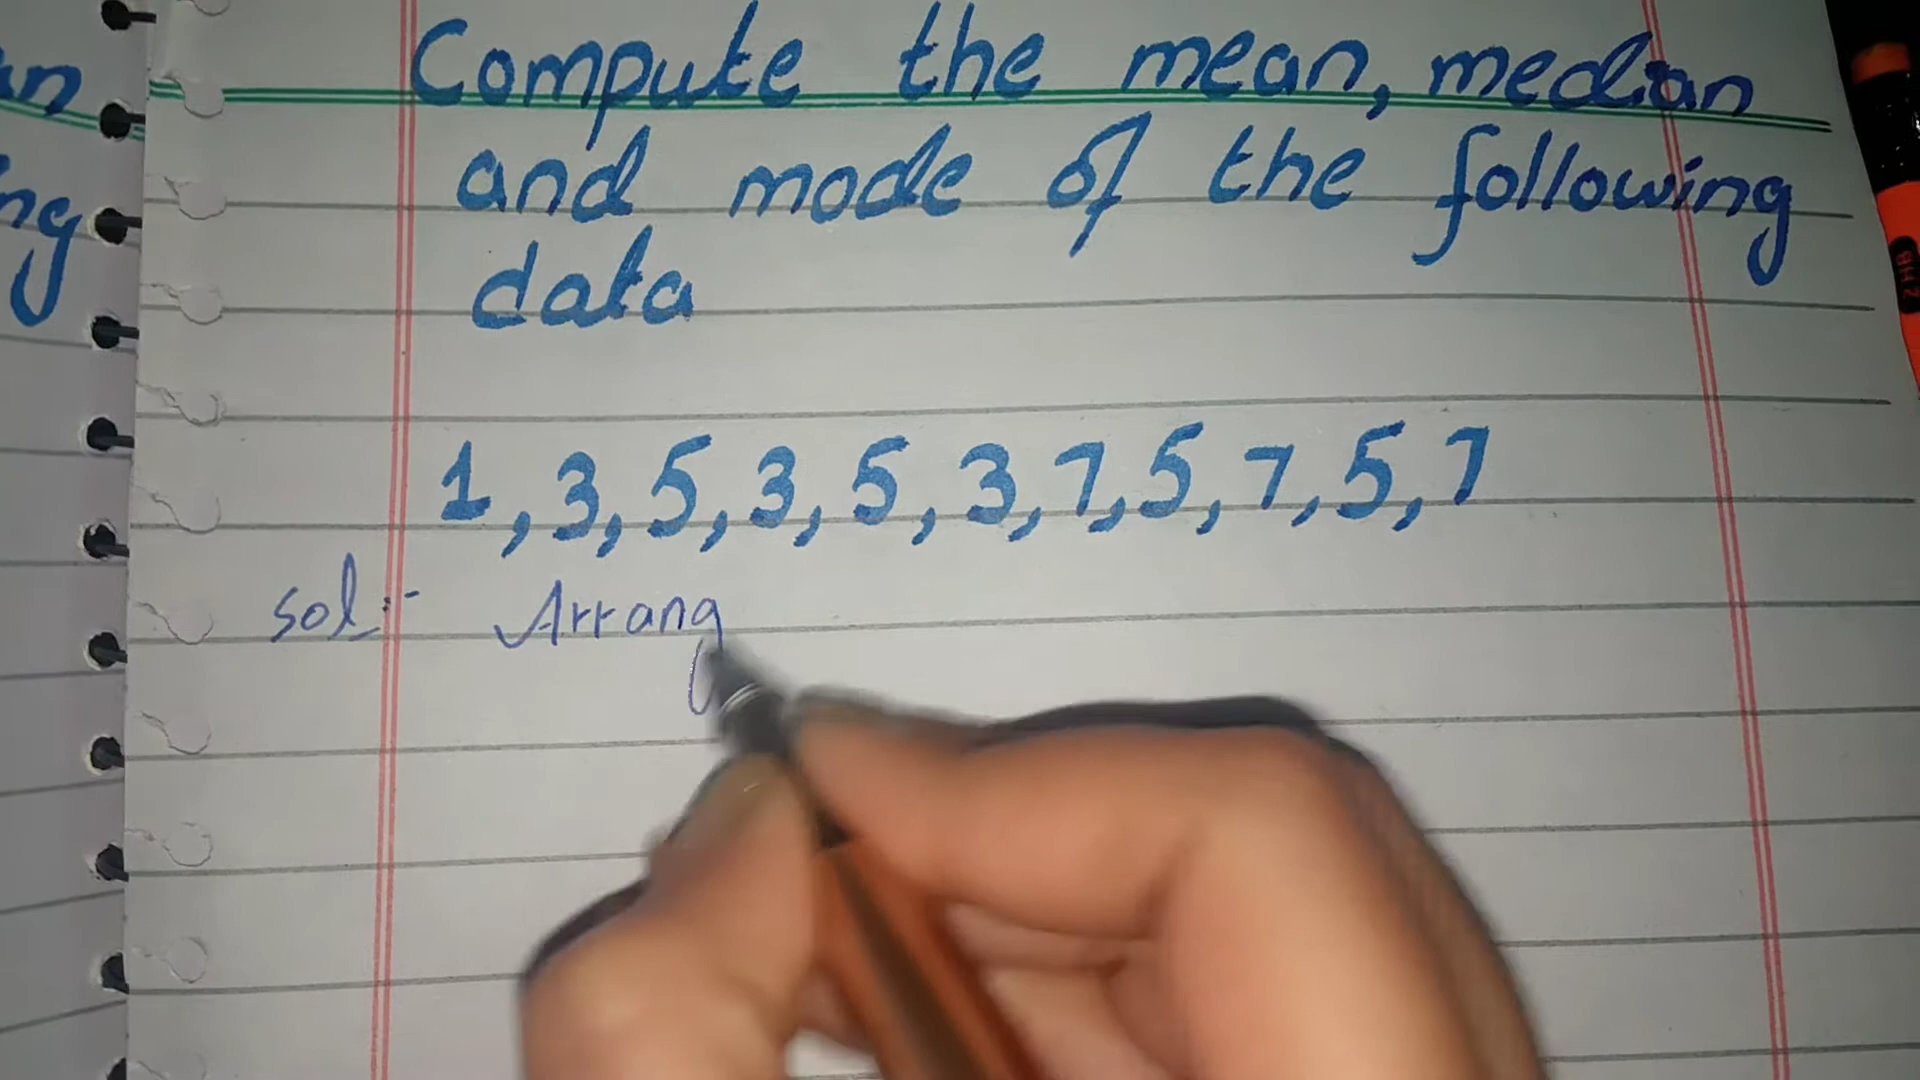 Compute the mean, median
and mode of the following
data
1, 3, 5, 3, 5, 3, 7, 5, 7, 5, 7
sol:- Arrang